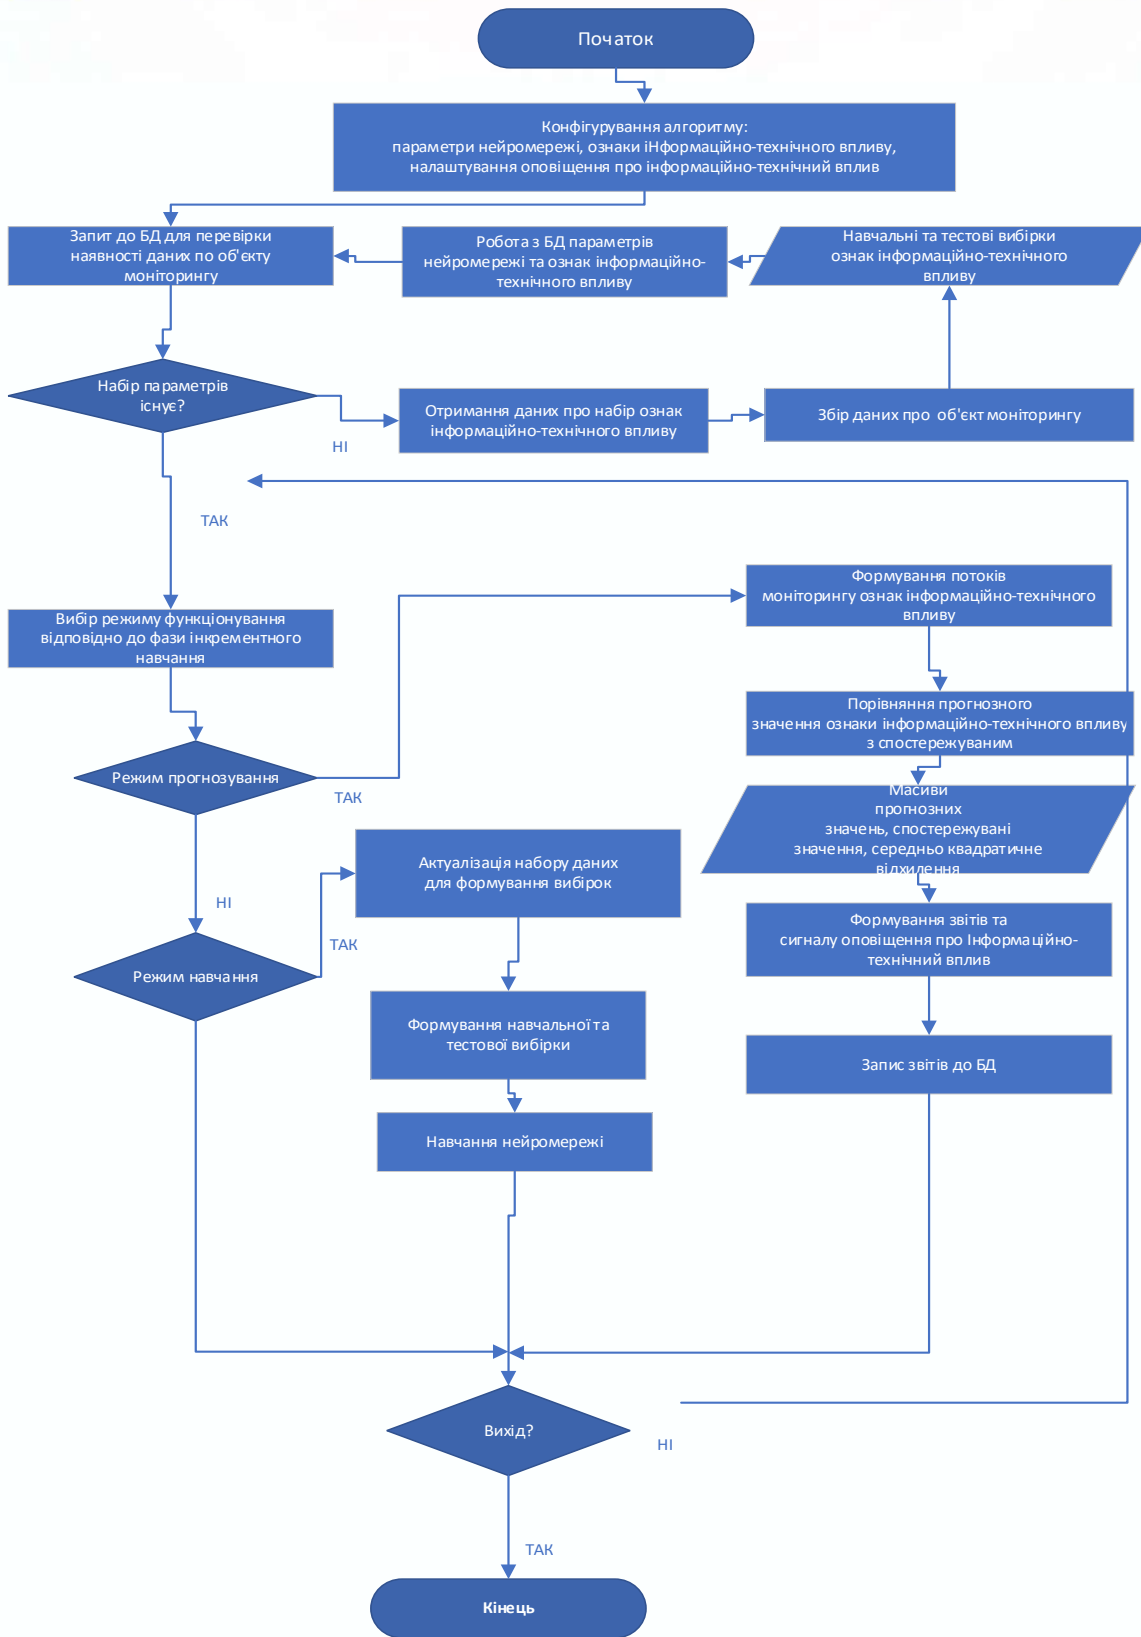 Початок
Конфігурування алгоритму:
параметри нейромережі, ознаки іНформаційно-технічного впливу,
налаштування оповіщення про інформаційно-технічний вплив
Запит до БД для перевірки
наявності даних по об'єкту
моніторингу
Робота з БД параметрів
нейромережі та ознак інформаційно-
технічного впливу
Навчальні та тестові вибірки
ознак інформаційно-технічного
впливу
Набір параметрів
існує?
НІ
Отримання даних про набір ознак
інформаційно-технічного впливу
Збір даних про об'єкт моніторингу
ТАК
Вибір режиму функціонування
відповідно до фази інкрементного
навчання
Формування потоків
моніторингу ознак інформаційно-технічного
впливу
Порівняння прогнозного
значення ознаки інформаційно-технічного впливу
з спостережуваним
Режим прогнозування
ТАК
Масиви
прогнозних
значень, спостережувані
значення, середньо квадратичне
відхилення
Актуалізація набору даних
для формування вибірок
НІ
ТАК
Режим навчання
Формування звітів та
сигналу оповіщення про Інформаційно-
технічний вплив
Формування навчальної та
тестової вибірки
Запис звітів до БД
Навчання нейромережі
Вихід?
НІ
ТАК
Кінець